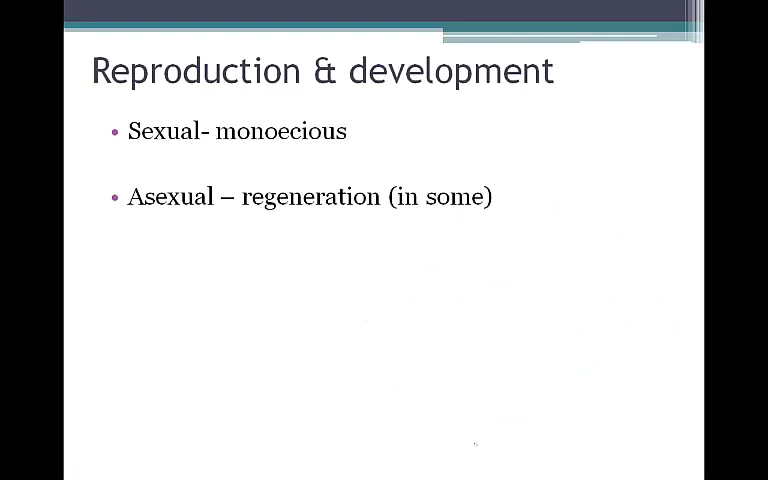 Reproduction & development
• Sexual- monoecious
• Asexual – regeneration (in some)